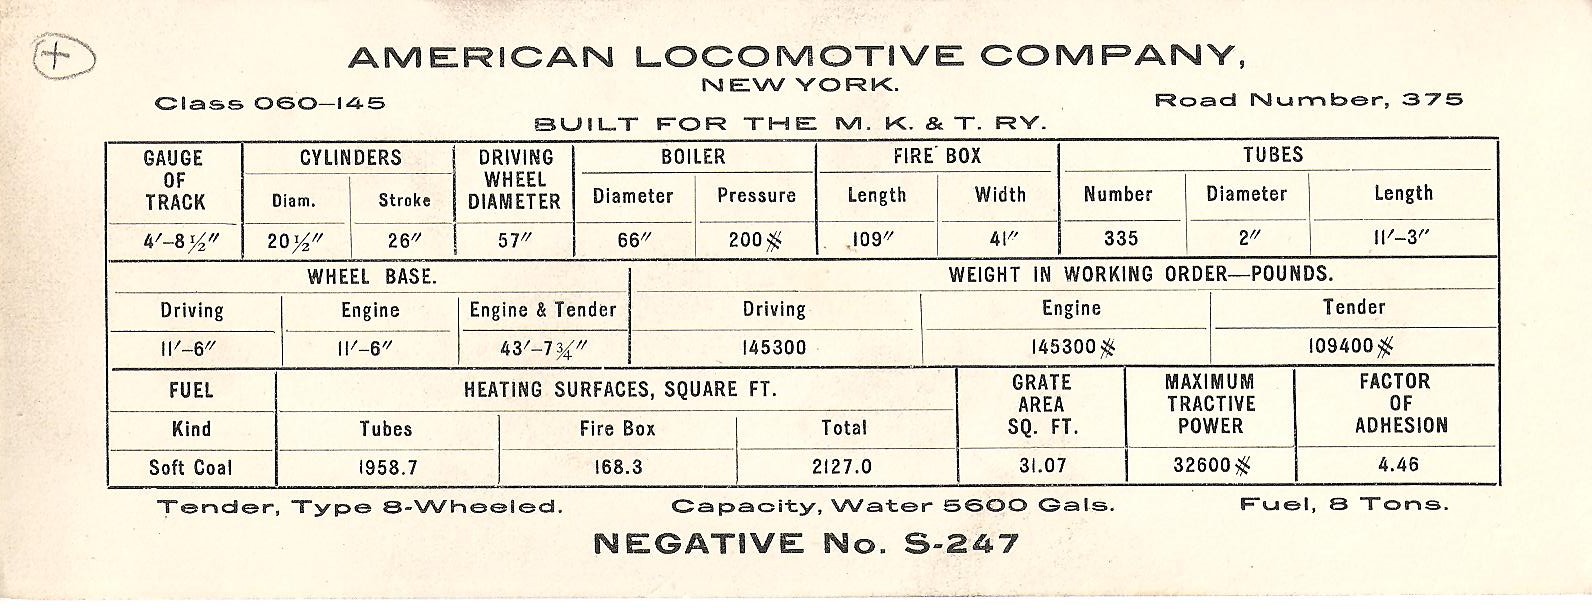 +
AMERICAN LOCOMOTIVE COMPANY,
NEW YORK.
Class 060–145
Road Number, 375
BUILT FOR THE M. K. & T. RY.
GAUGE OF TRACK
CYLINDERS
DRIVING WHEEL DIAMETER
BOILER
FIRE BOX
TUBES
Diam. Stroke Diameter Pressure Length Width Number Diameter Length
4′–8½″ 20½″ 26″ 57″ 66″ 200# 109″ 41″ 335 2″ 11′–3″
WHEEL BASE. WEIGHT IN WORKING ORDER—POUNDS.
Driving Engine Engine & Tender Driving Engine Tender
11′–6″ 11′–6″ 43′–7¾″ 145300 145300# 109400#
FUEL
HEATING SURFACES, SQUARE FT.
GRATE AREA SQ. FT.
MAXIMUM TRACTIVE POWER
FACTOR OF ADHESION
Kind Tubes Fire Box Total
Soft Coal 1958.7 168.3 2127.0 31.07 32600# 4.46
Tender, Type 8-Wheeled. Capacity, Water 5600 Gals. Fuel, 8 Tons.
NEGATIVE No. S-247